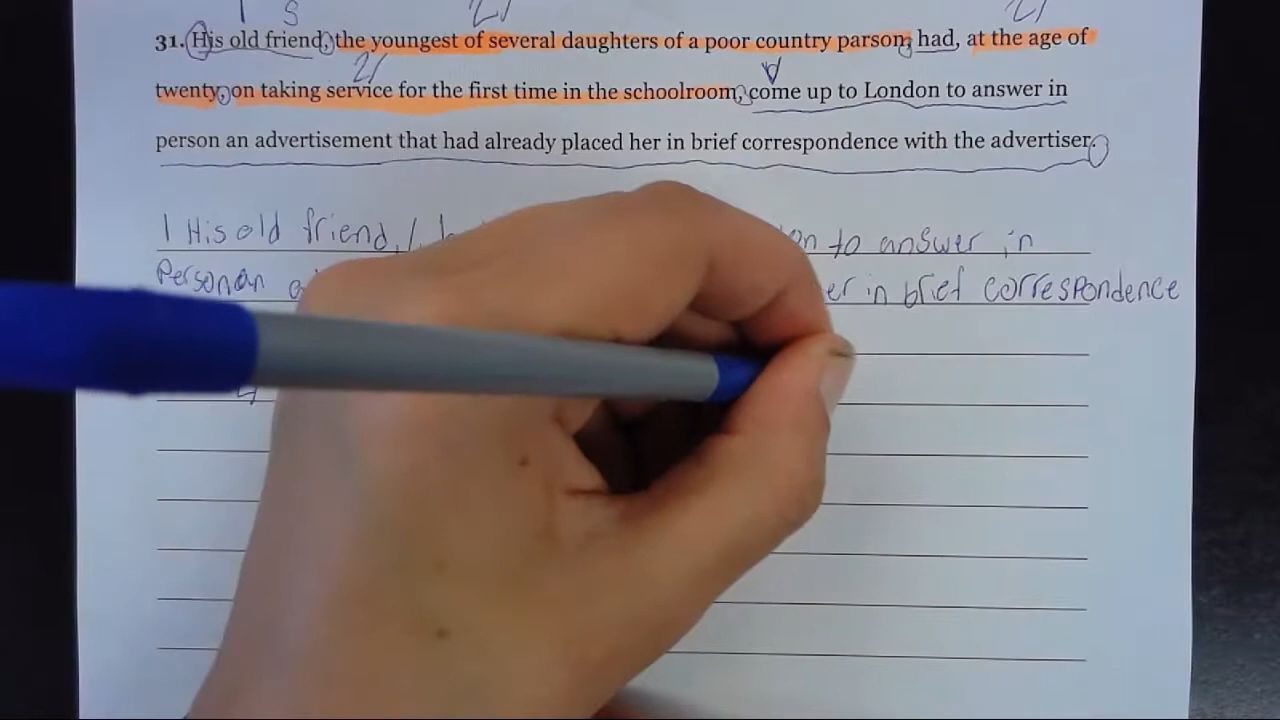 31. His old friend, the youngest of several daughters of a poor country parson, had, at the age of
twenty, on taking service for the first time in the schoolroom, come up to London to answer in
person an advertisement that had already placed her in brief correspondence with the advertiser.
1 His old friend, to answer in
person an er in brief correspondence